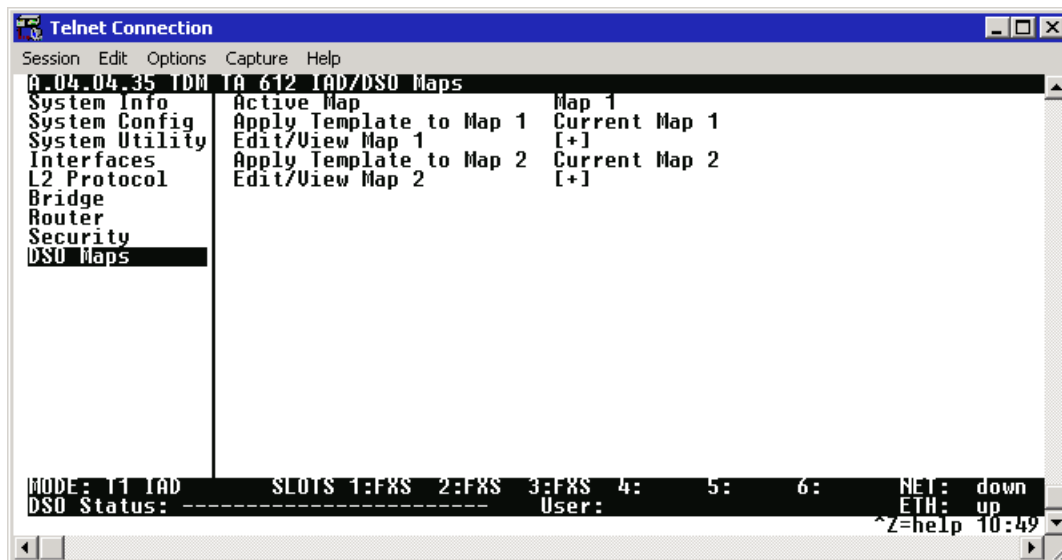 Telnet Connection
Session Edit Options Capture Help
A.04.04.35 TDM TA 612 IAD/DS0 Maps
System Info Active Map Map 1
System Config Apply Template to Map 1 Current Map 1
System Utility Edit/View Map 1 [+]
Interfaces Apply Template to Map 2 Current Map 2
L2 Protocol Edit/View Map 2 [+]
Bridge
Router
Security
DS0 Maps
MODE: T1 IAD SLOTS 1:FXS 2:FXS 3:FXS 4: 5: 6: NET: down
DS0 Status: ------------------------ User: ETH: up
^Z=help 10:49